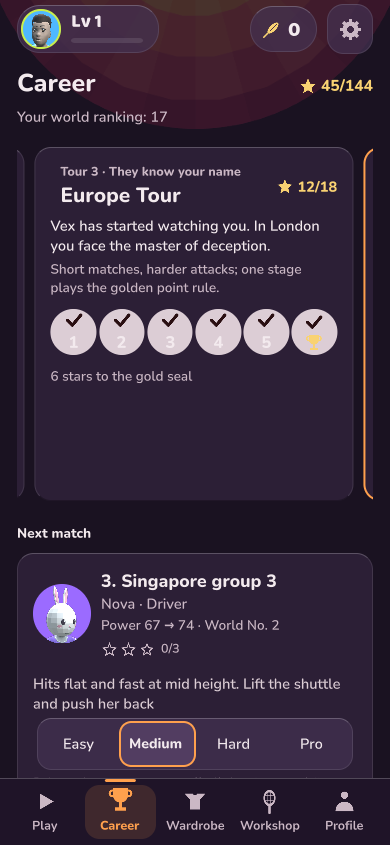 Lv 1
0
Career
45/144
Your world ranking: 17
Tour 3 · They know your name
Europe Tour
12/18
Vex has started watching you. In London
you face the master of deception.
Short matches, harder attacks; one stage
plays the golden point rule.
1 2 3 4 5
6 stars to the gold seal
Next match
3. Singapore group 3
Nova · Driver
Power 67 → 74 · World No. 2
0/3
Hits flat and fast at mid height. Lift the shuttle
and push her back
Easy Medium Hard Pro
Play Career Wardrobe Workshop Profile